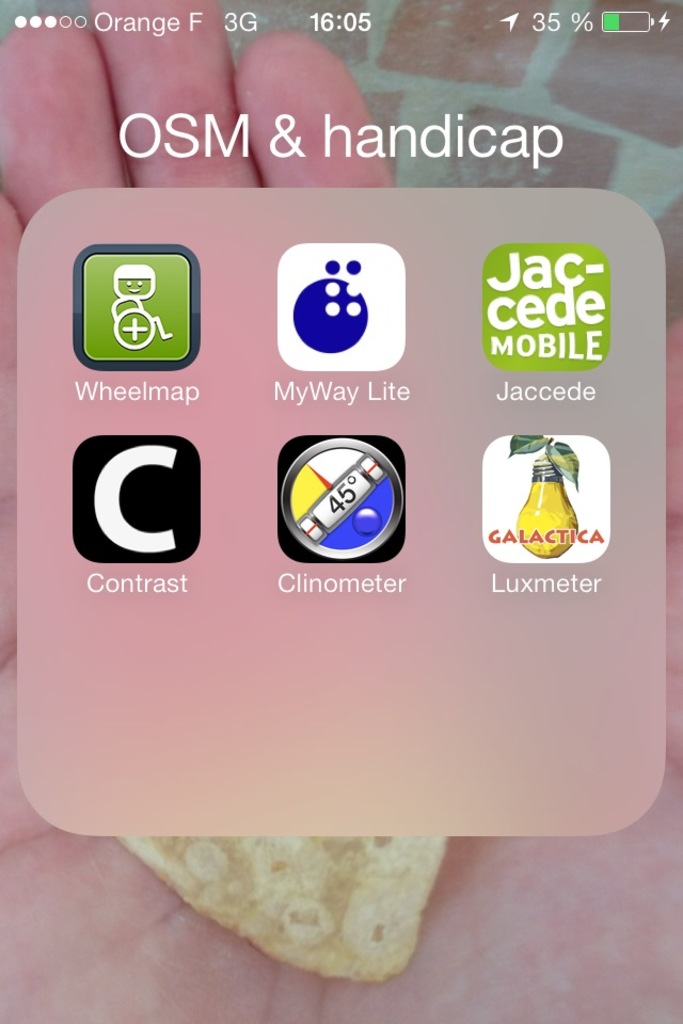 Orange F 3G 16:05 35 %
OSM & handicap
Jac-
cede
MOBILE
Wheelmap MyWay Lite Jaccede
C
45°
GALACTICA
Contrast Clinometer Luxmeter